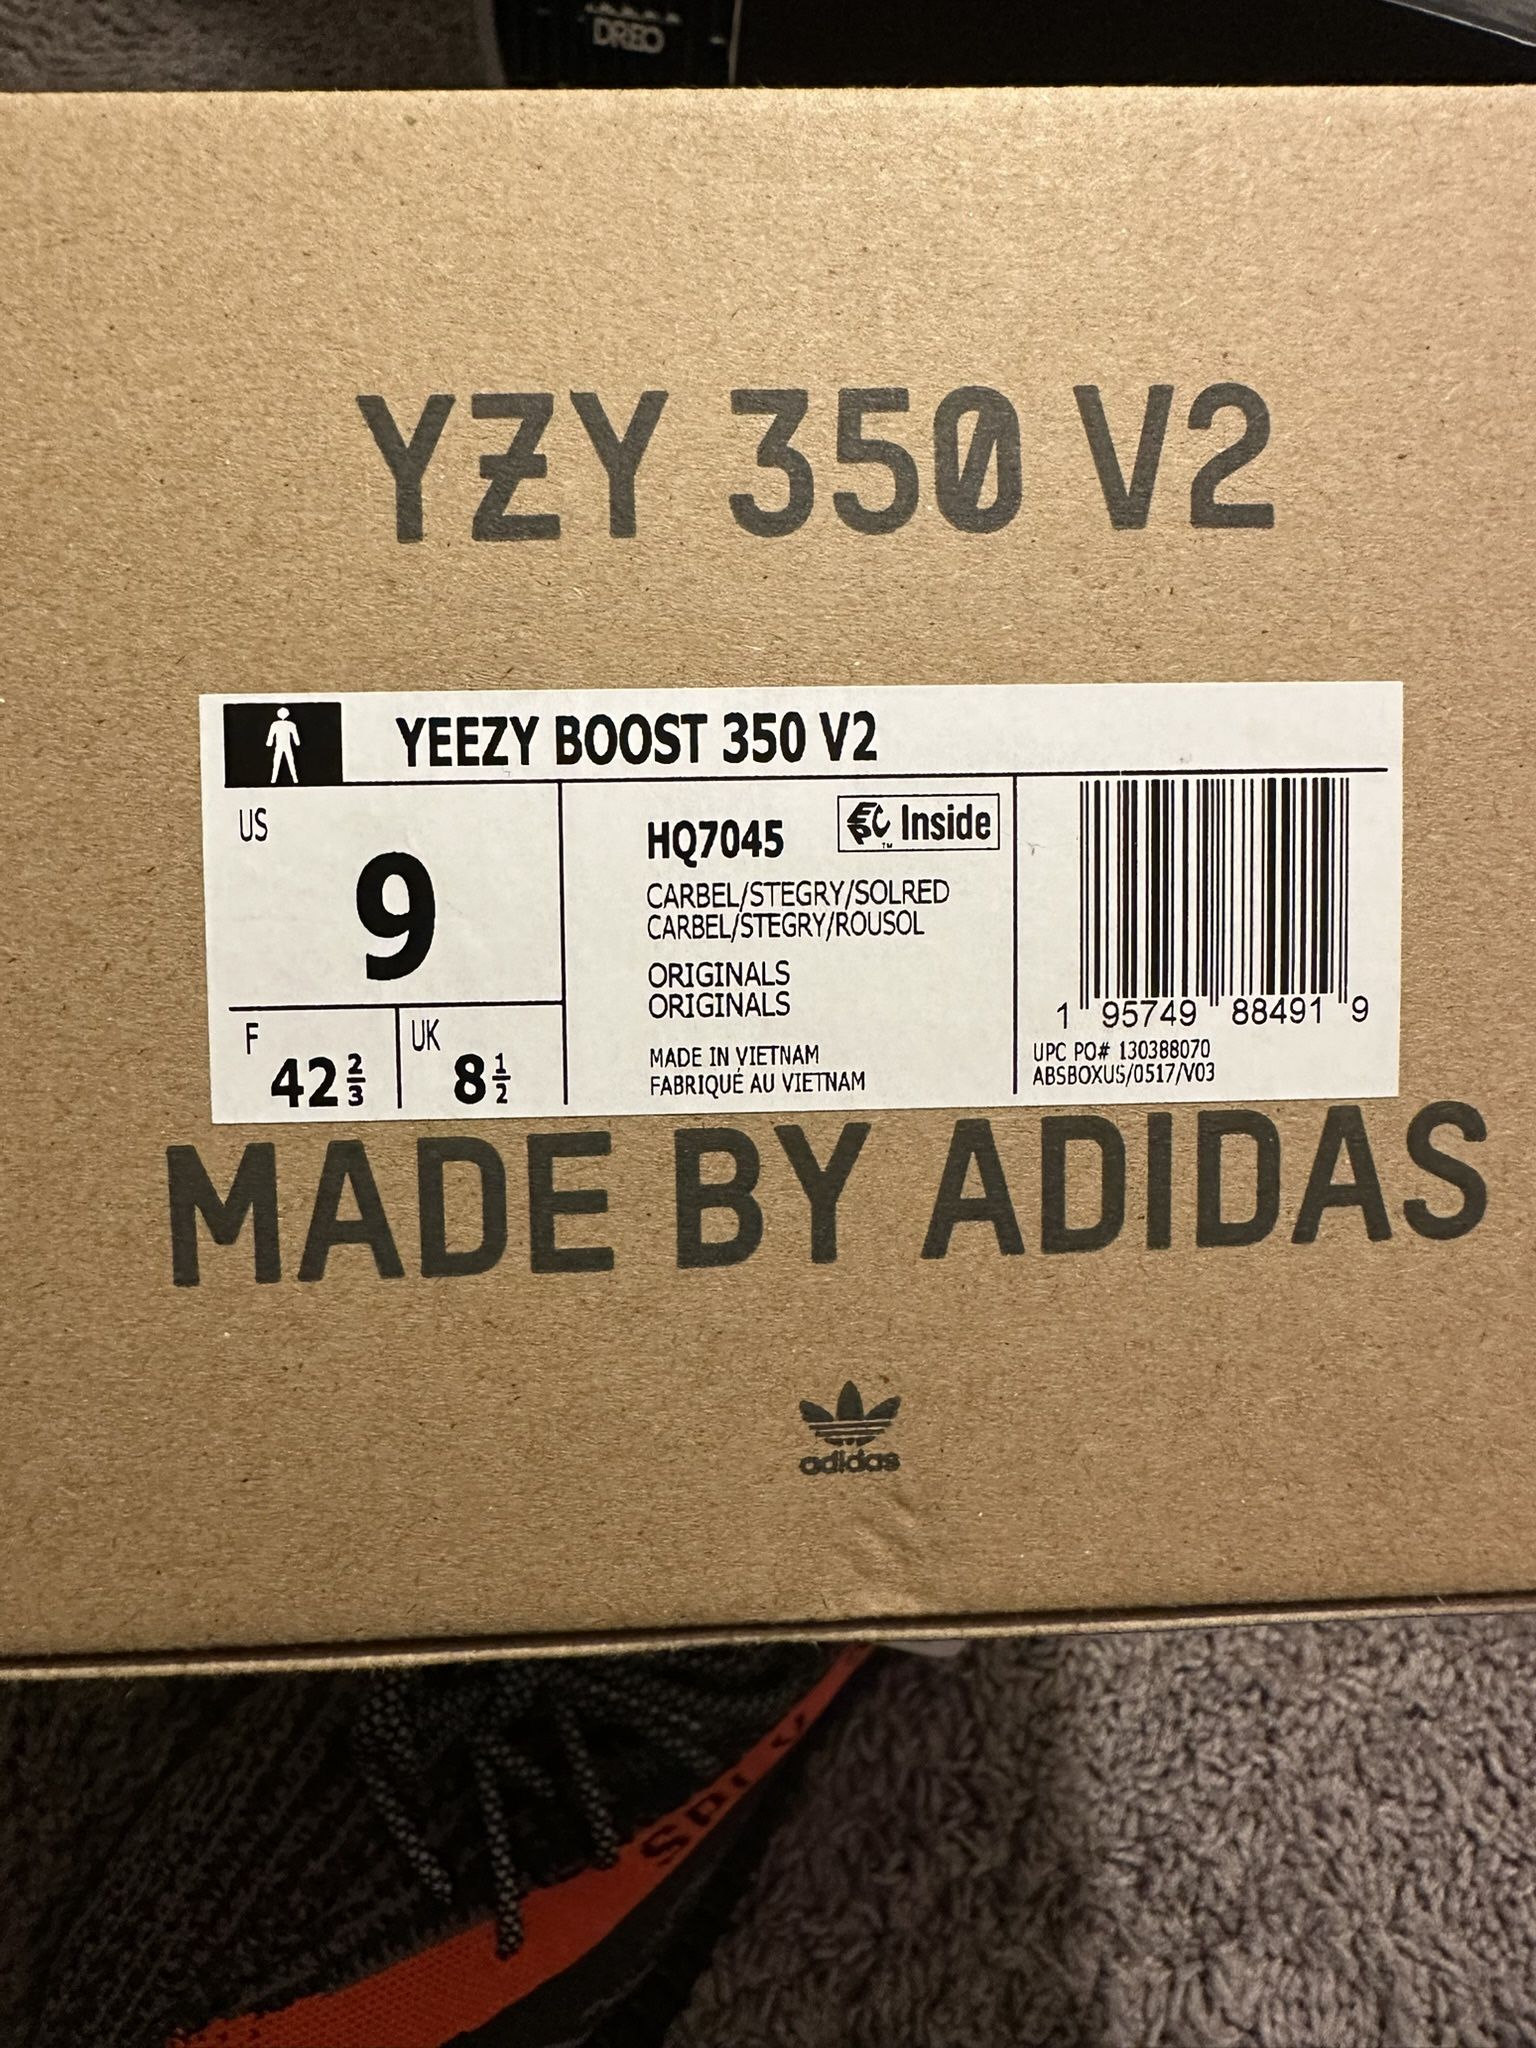 DREO
YZY 350 V2
YEEZY BOOST 350 V2
US
9
F
42 2/3
UK
8 1/2
HQ7045
EPC Inside
™
CARBEL/STEGRY/SOLRED
CARBEL/STEGRY/ROUSOL
ORIGINALS
ORIGINALS
MADE IN VIETNAM
FABRIQUÉ AU VIETNAM
1 95749 88491 9
UPC PO# 130388070
ABSBOXUS/0517/V03
MADE BY ADIDAS
adidas